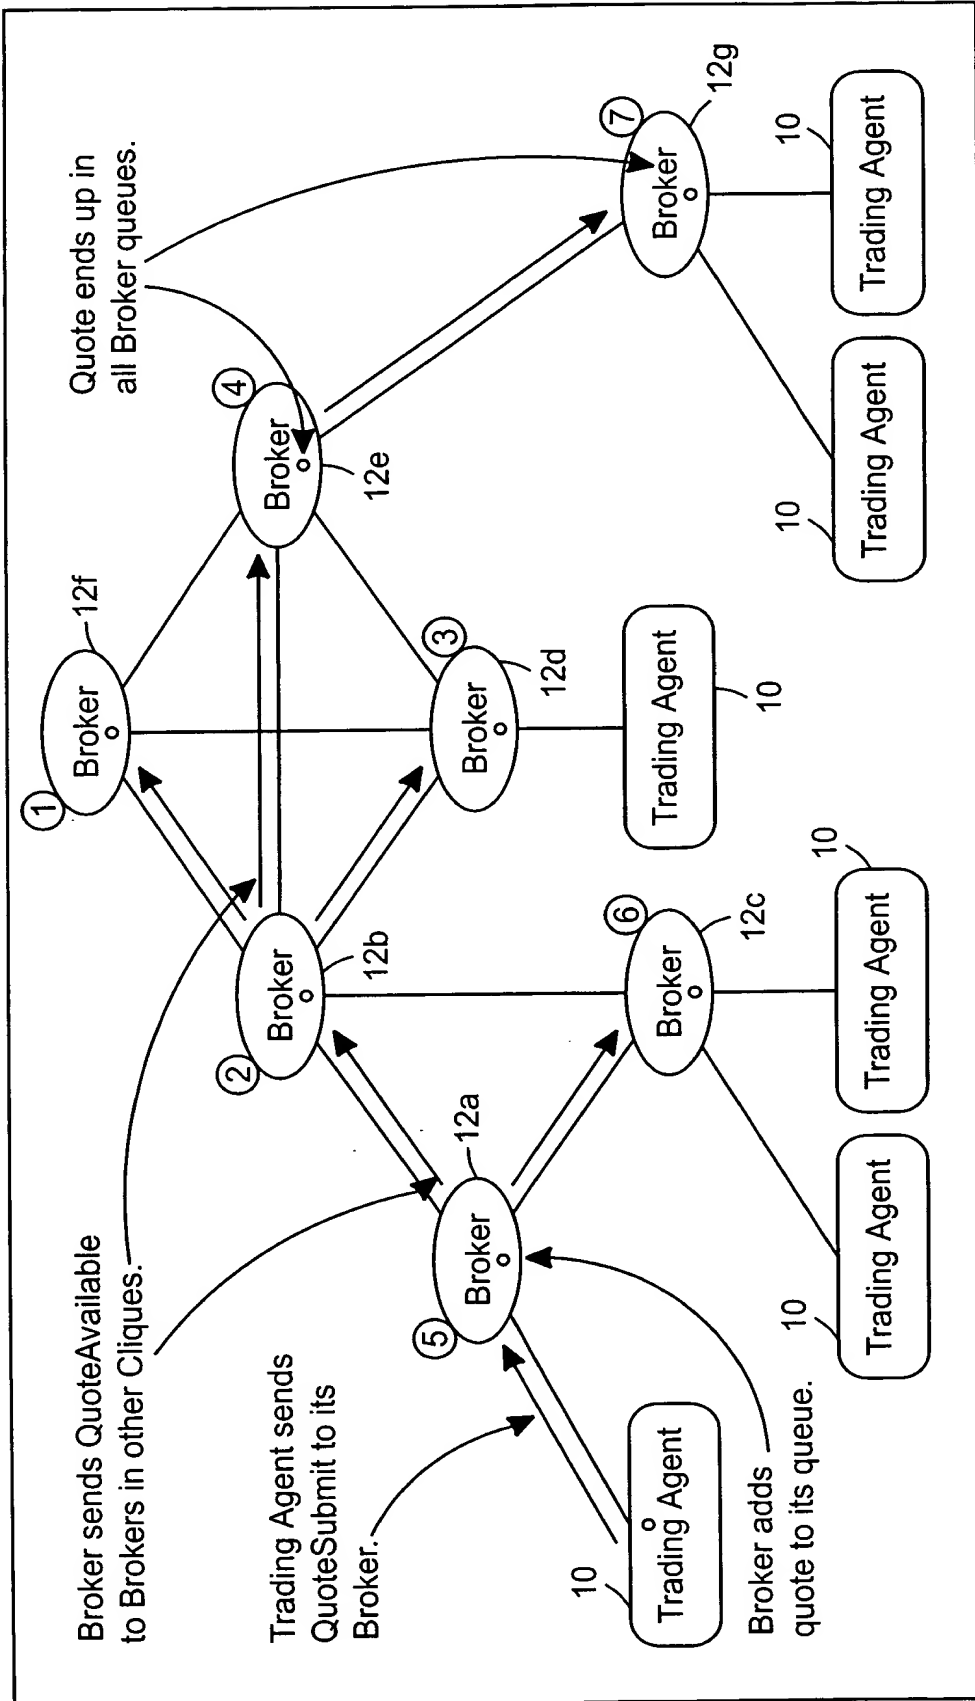 Broker sends QuoteAvailable
to Brokers in other Cliques.
Quote ends up in
all Broker queues.
1
Broker
12f
2
Broker
12b
4
Broker
12e
Trading Agent sends
QuoteSubmit to its
Broker.
5
Broker
12a
3
Broker
12d
10
Trading Agent
6
Broker
12c
Trading Agent
10
7
Broker
12g
Broker adds
quote to its queue.
10
Trading Agent
10
Trading Agent
10
Trading Agent
10
Trading Agent